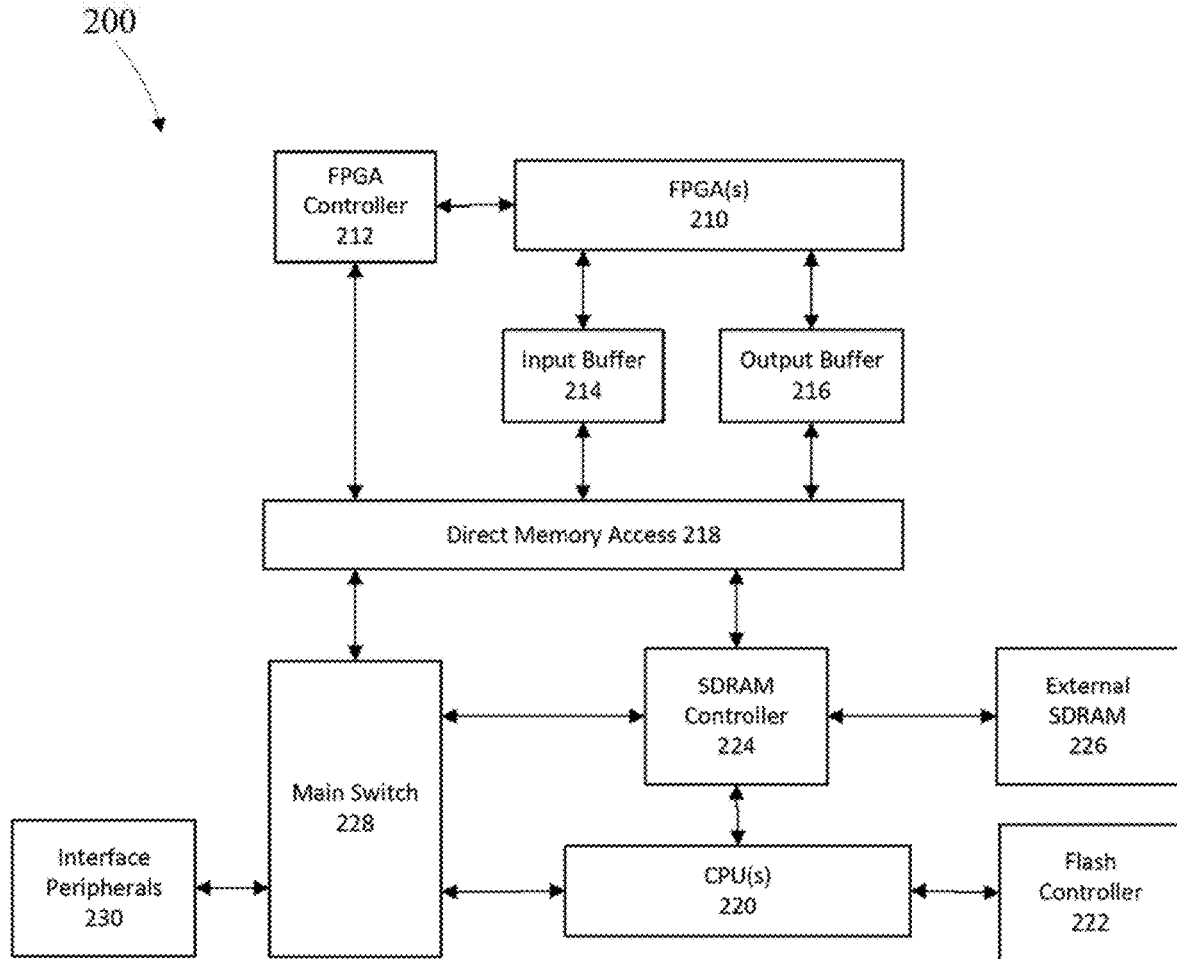 200
FPGA
Controller
212
FPGA(s)
210
Input Buffer
214
Output Buffer
216
Direct Memory Access 218
SDRAM
Controller
224
External
SDRAM
226
Main Switch
228
Interface
Peripherals
230
CPU(s)
220
Flash
Controller
222